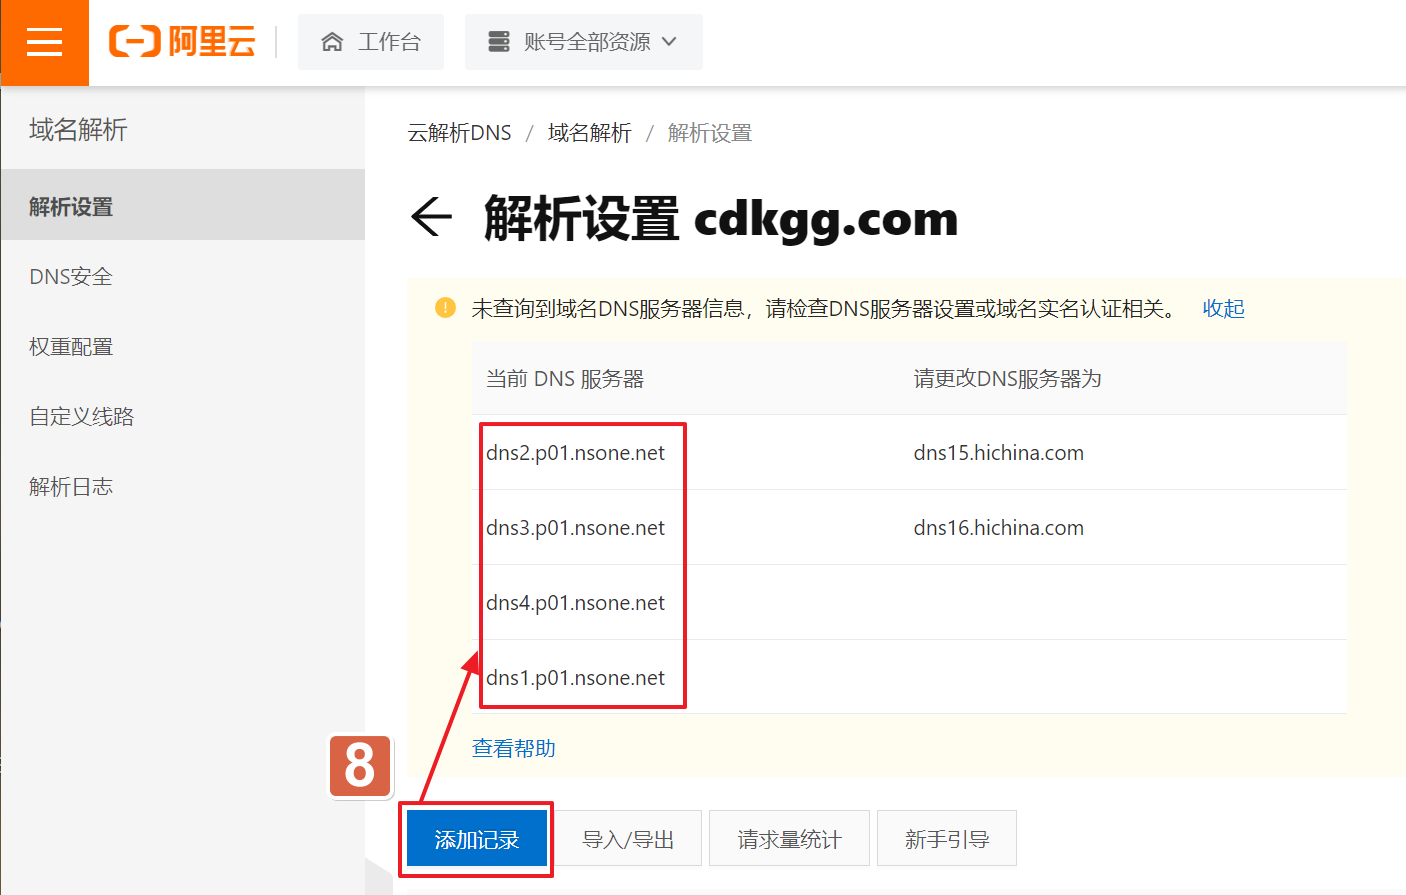 阿里云
工作台
账号全部资源
域名解析
解析设置
DNS安全
权重配置
自定义线路
解析日志
云解析DNS / 域名解析 / 解析设置
解析设置 cdkgg.com
未查询到域名DNS服务器信息，请检查DNS服务器设置或域名实名认证相关。 收起
当前 DNS 服务器 请更改DNS服务器为
dns2.p01.nsone.net dns15.hichina.com
dns3.p01.nsone.net dns16.hichina.com
dns4.p01.nsone.net
dns1.p01.nsone.net
查看帮助
8
添加记录 导入/导出 请求量统计 新手引导